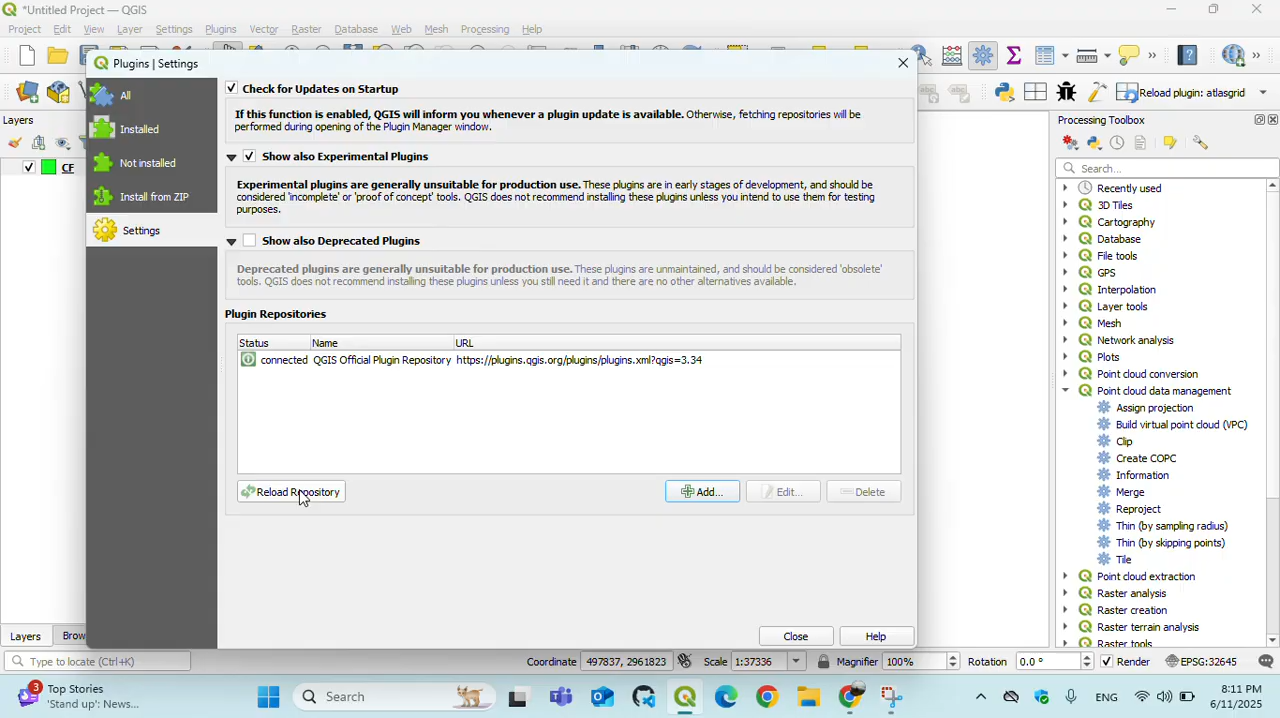 *Untitled Project — QGIS
Project Edit View Layer Settings Plugins Vector Raster Database Web Mesh Processing Help
Reload plugin: atlasgrid
Layers
CF
Plugins | Settings
All
Installed
Not installed
Install from ZIP
Settings
Check for Updates on Startup
If this function is enabled, QGIS will inform you whenever a plugin update is available. Otherwise, fetching repositories will be
performed during opening of the Plugin Manager window.
Show also Experimental Plugins
Experimental plugins are generally unsuitable for production use. These plugins are in early stages of development, and should be
considered 'incomplete' or 'proof of concept' tools. QGIS does not recommend installing these plugins unless you intend to use them for testing
purposes.
Show also Deprecated Plugins
Deprecated plugins are generally unsuitable for production use. These plugins are unmaintained, and should be considered 'obsolete'
tools. QGIS does not recommend installing these plugins unless you still need it and there are no other alternatives available.
Plugin Repositories
Status Name URL
connected QGIS Official Plugin Repository https://plugins.qgis.org/plugins/plugins.xml?qgis=3.34
Reload Repository Add... Edit... Delete
Close Help
Processing Toolbox
Search...
Recently used
3D Tiles
Cartography
Database
File tools
GPS
Interpolation
Layer tools
Mesh
Network analysis
Plots
Point cloud conversion
Point cloud data management
Assign projection
Build virtual point cloud (VPC)
Clip
Create COPC
Information
Merge
Reproject
Thin (by sampling radius)
Thin (by skipping points)
Tile
Point cloud extraction
Raster analysis
Raster creation
Raster terrain analysis
Raster tools
Layers Brow
Type to locate (Ctrl+K) Coordinate 497837, 2961823 Scale 1:37336 Magnifier 100% Rotation 0.0 ° Render EPSG:32645
3 Top Stories
'Stand up': News...
Search
ENG
8:11 PM
6/11/2025